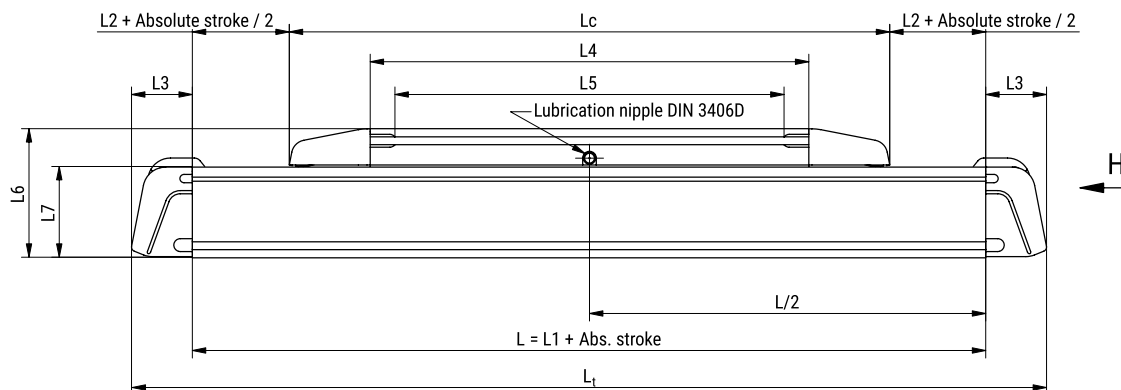 L2 + Absolute stroke / 2
Lc
L2 + Absolute stroke / 2
L4
L3
L5
L3
Lubrication nipple DIN 3406D
H
L6
L7
L/2
L = L1 + Abs. stroke
Lt